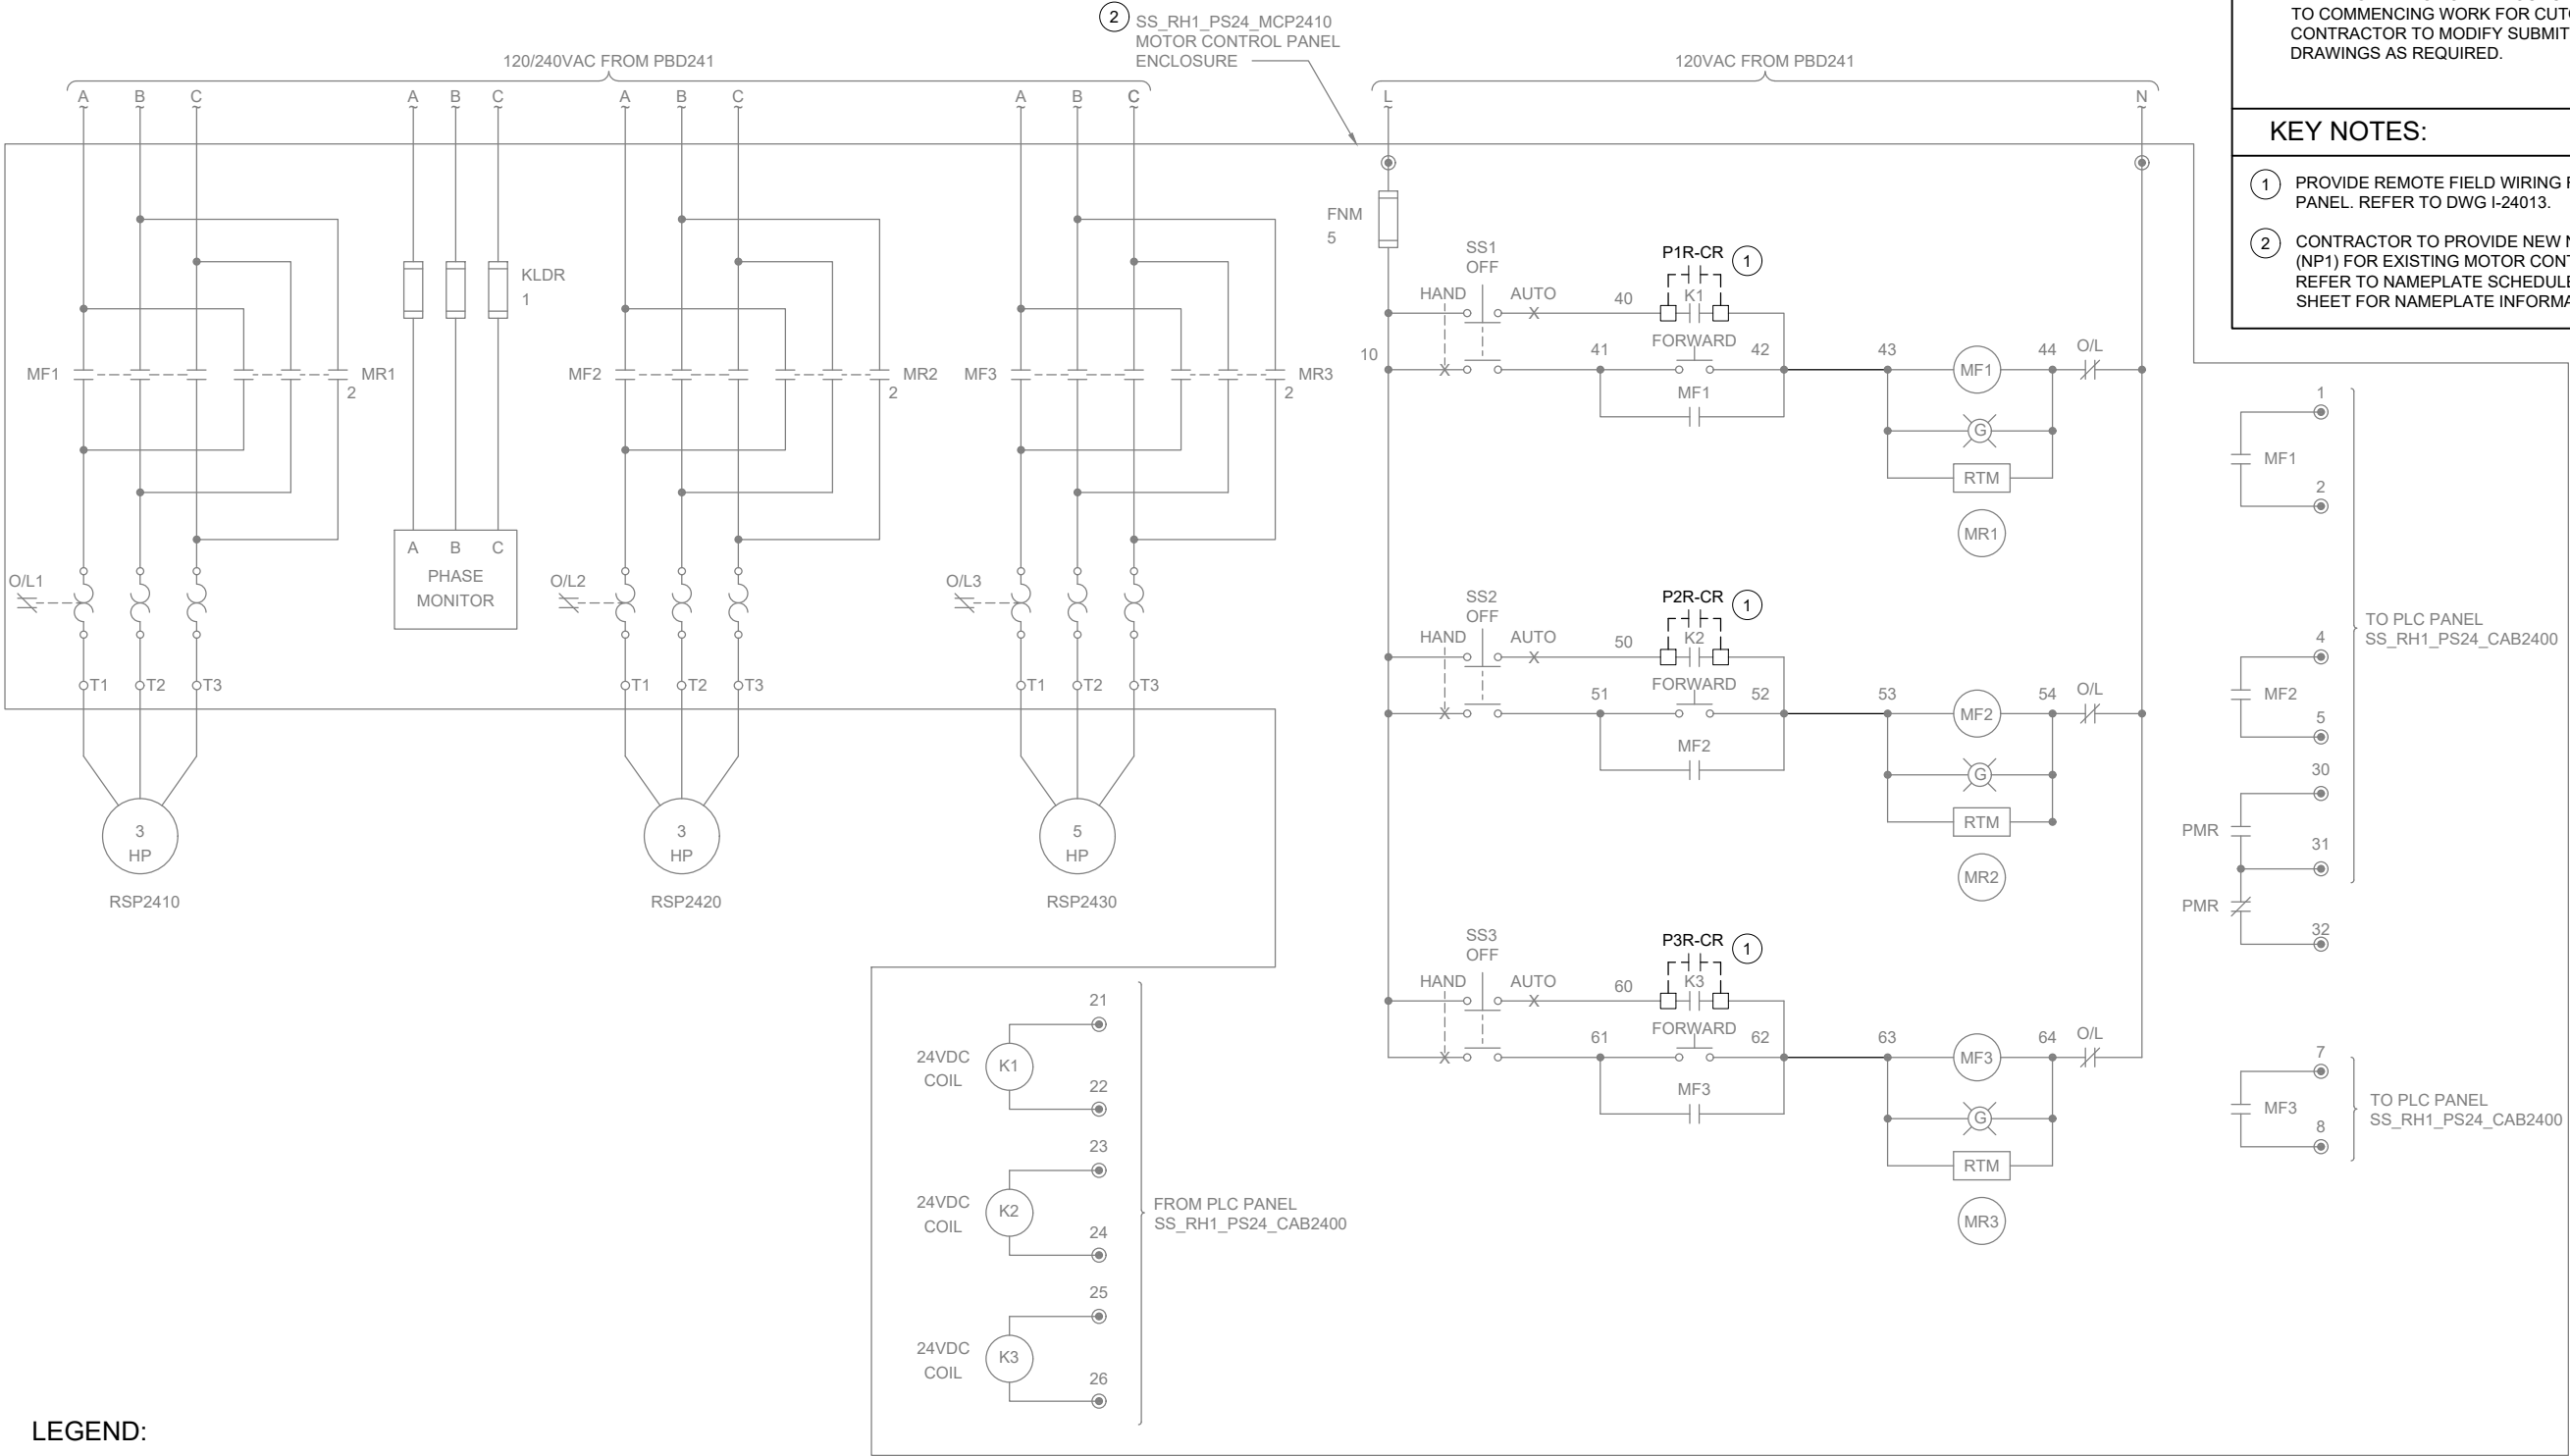 2
SS_RH1_PS24_MCP2410
MOTOR CONTROL PANEL
ENCLOSURE
120/240VAC FROM PBD241
A B C
A B C
A B C
A B C
MF1
MR1
2
KLDR
1
MF2
MR2
2
MF3
MR3
2
A B C
PHASE
MONITOR
O/L1
O/L2
O/L3
T1 T2 T3
T1 T2 T3
T1 T2 T3
3
HP
RSP2410
3
HP
RSP2420
5
HP
RSP2430
120VAC FROM PBD241
L
N
FNM
5
10
SS1
OFF
HAND
AUTO
40
P1R-CR
1
K1
FORWARD
41
42
43
MF1
44
O/L
MF1
G
RTM
MR1
SS2
OFF
HAND
AUTO
50
P2R-CR
1
K2
FORWARD
51
52
53
MF2
54
O/L
MF2
G
RTM
MR2
SS3
OFF
HAND
AUTO
60
P3R-CR
1
K3
FORWARD
61
62
63
MF3
64
O/L
MF3
G
RTM
MR3
1
MF1
2
4
MF2
5
30
PMR
31
PMR
32
TO PLC PANEL
SS_RH1_PS24_CAB2400
7
MF3
8
TO PLC PANEL
SS_RH1_PS24_CAB2400
21
24VDC
COIL
K1
22
23
24VDC
COIL
K2
24
25
24VDC
COIL
K3
26
FROM PLC PANEL
SS_RH1_PS24_CAB2400
TO COMMENCING WORK FOR
CONTRACTOR TO MODIFY
DRAWINGS AS REQUIRED.
KEY NOTES:
1 PROVIDE REMOTE FIELD WIRING
PANEL. REFER TO DWG I-24013.
2 CONTRACTOR TO PROVIDE NEW
(NP1) FOR EXISTING MOTOR
REFER TO NAMEPLATE
SHEET FOR NAMEPLATE
LEGEND: